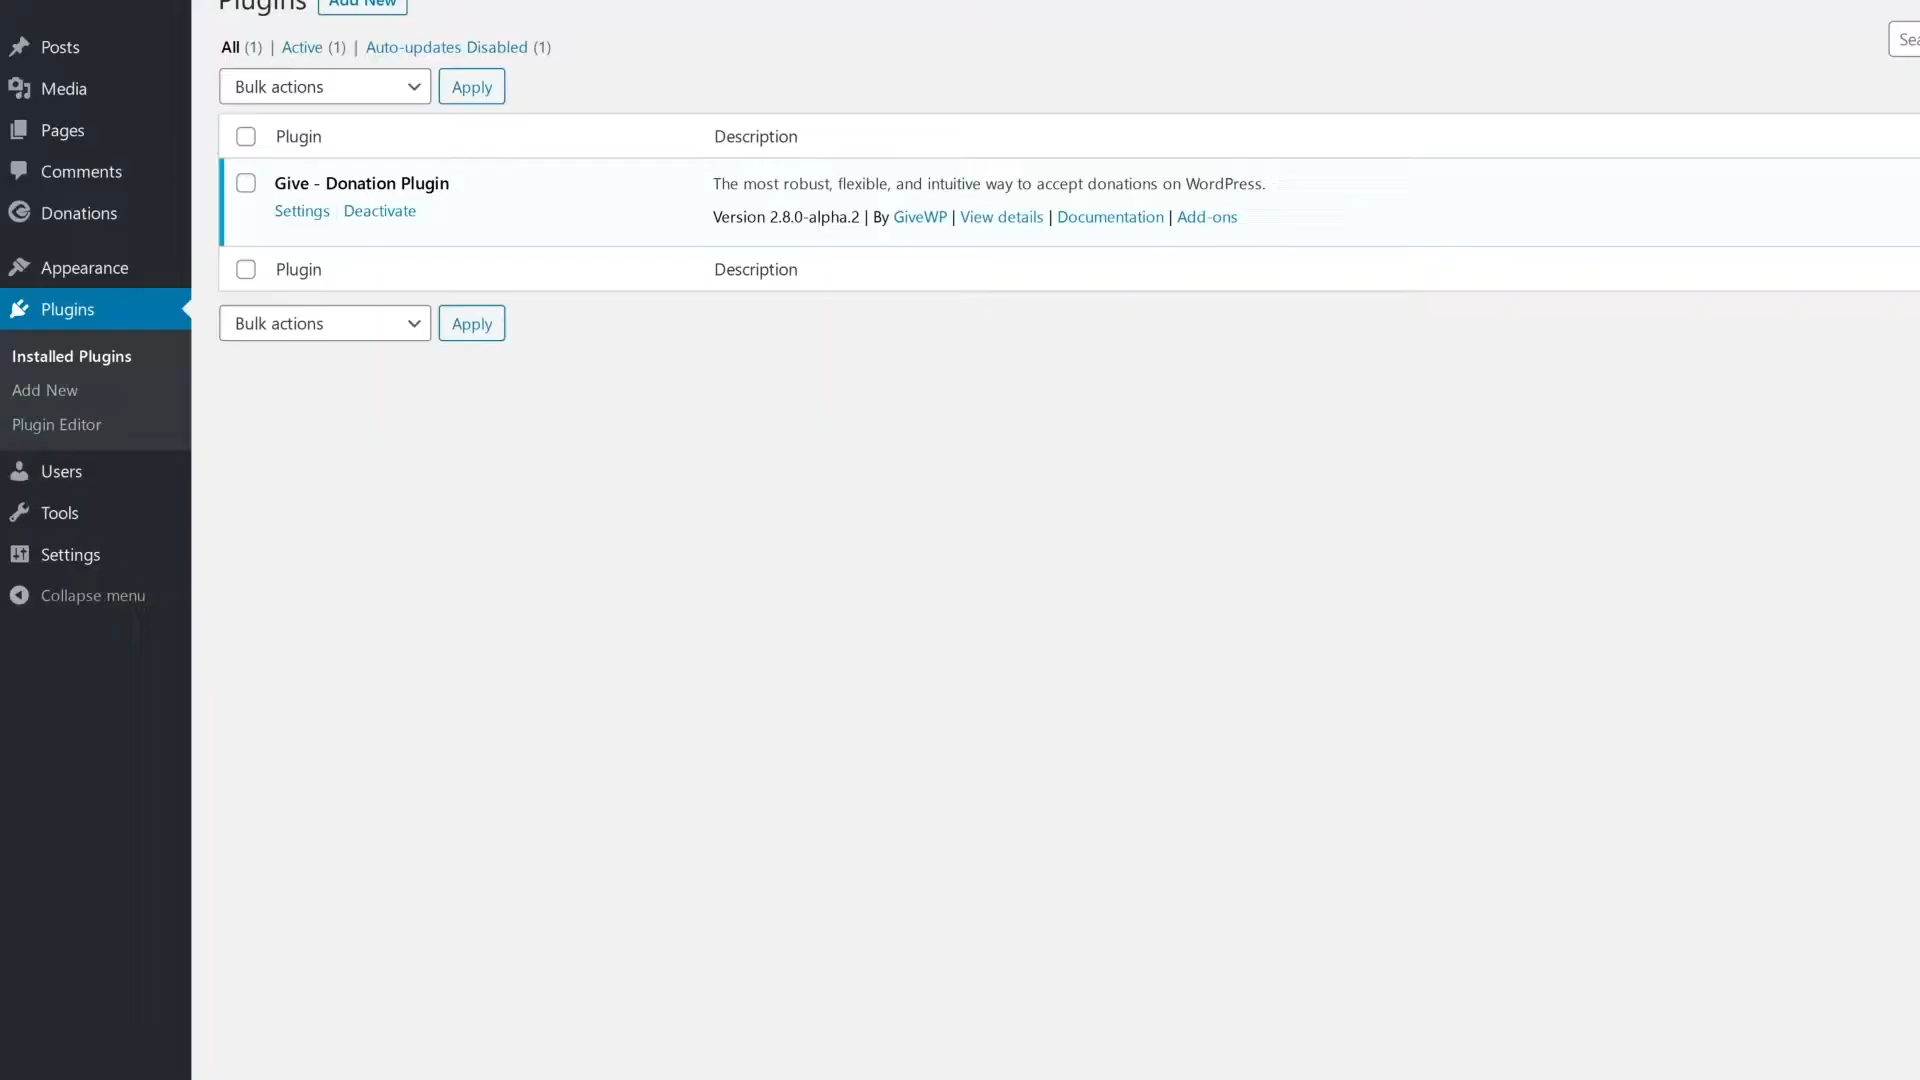 Plugins Add New
Posts
Media
Pages
Comments
Donations
Appearance
Plugins
Installed Plugins
Add New
Plugin Editor
Users
Tools
Settings
Collapse menu
All (1) | Active (1) | Auto-updates Disabled (1)
Bulk actions Apply
Plugin Description
Give - Donation Plugin The most robust, flexible, and intuitive way to accept donations on WordPress.
Settings | Deactivate Version 2.8.0-alpha.2 | By GiveWP | View details | Documentation | Add-ons
Plugin Description
Bulk actions Apply